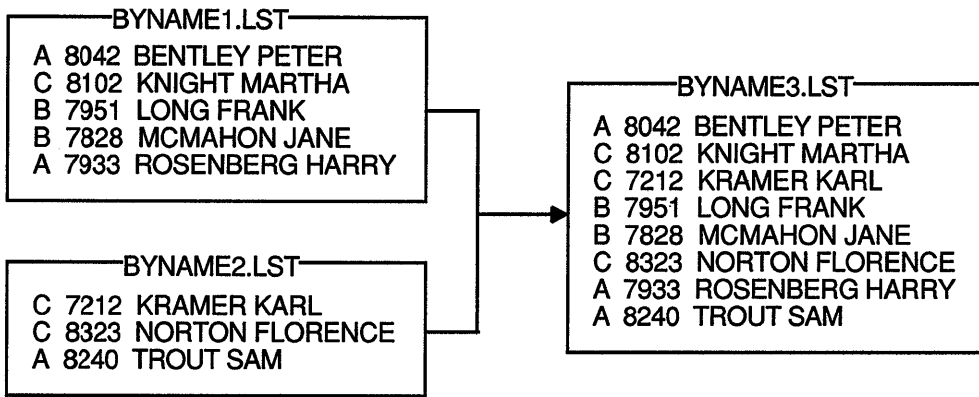 BYNAME1.LST
A 8042 BENTLEY PETER
C 8102 KNIGHT MARTHA
B 7951 LONG FRANK
B 7828 MCMAHON JANE
A 7933 ROSENBERG HARRY
BYNAME2.LST
C 7212 KRAMER KARL
C 8323 NORTON FLORENCE
A 8240 TROUT SAM
BYNAME3.LST
A 8042 BENTLEY PETER
C 8102 KNIGHT MARTHA
C 7212 KRAMER KARL
B 7951 LONG FRANK
B 7828 MCMAHON JANE
C 8323 NORTON FLORENCE
A 7933 ROSENBERG HARRY
A 8240 TROUT SAM